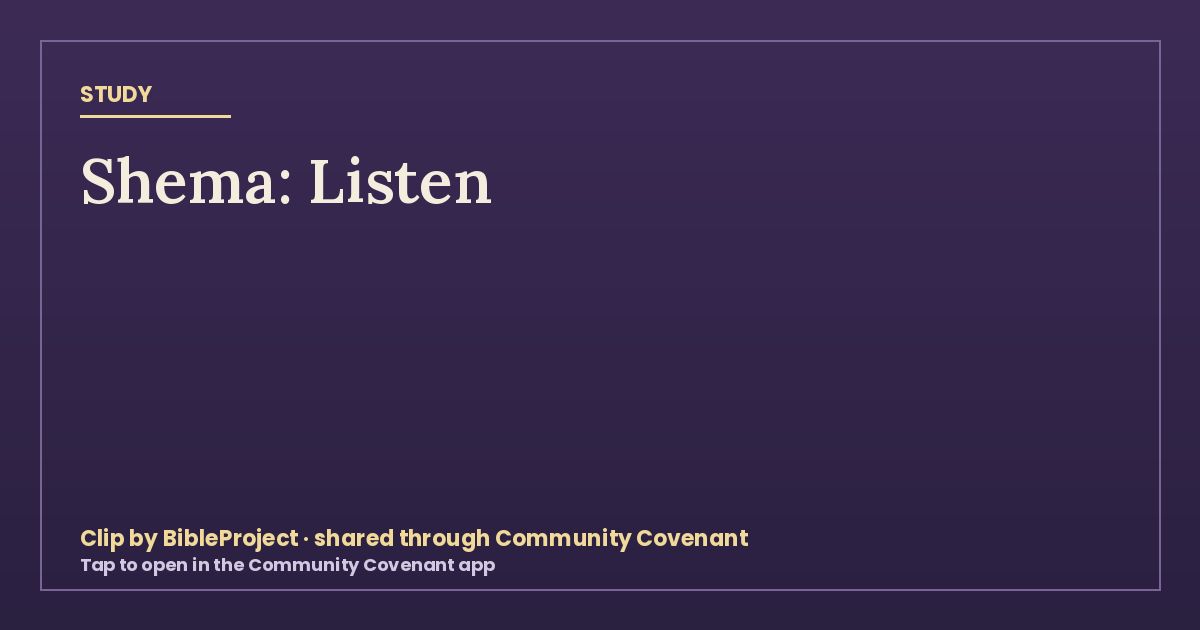 STUDY
Shema: Listen
Clip by BibleProject · shared through Community Covenant
Tap to open in the Community Covenant app